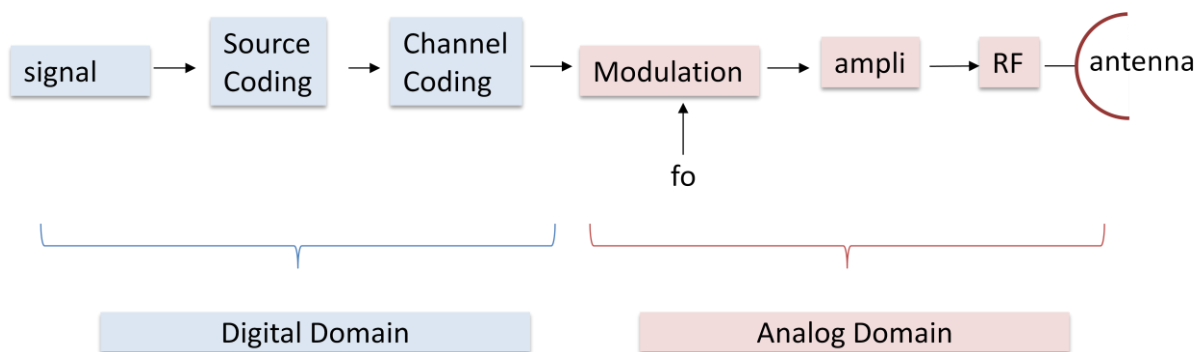 signal
Source
Coding
Channel
Coding
Modulation
ampli
RF
antenna
fo
Digital Domain
Analog Domain